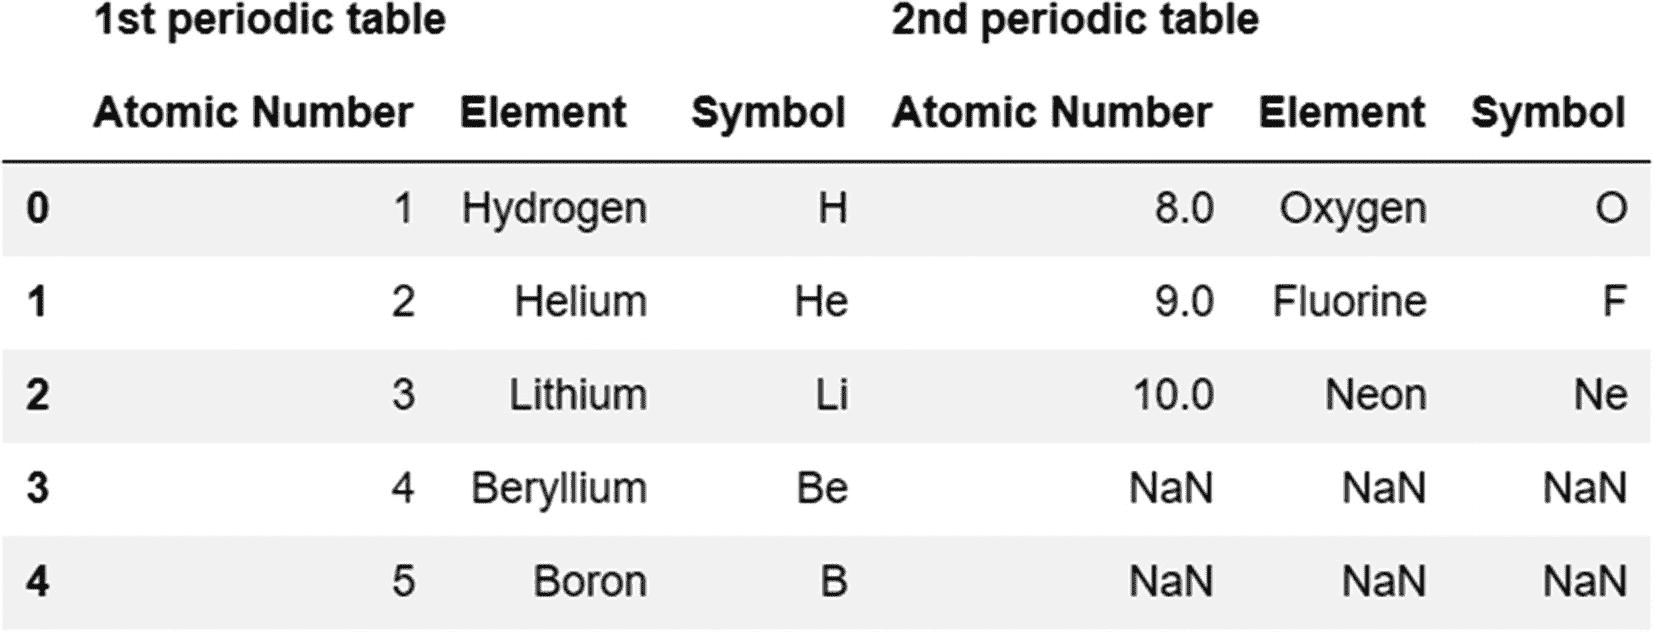 1st periodic table 2nd periodic table
Atomic Number Element Symbol Atomic Number Element Symbol
0 1 Hydrogen H 8.0 Oxygen O
1 2 Helium He 9.0 Fluorine F
2 3 Lithium Li 10.0 Neon Ne
3 4 Beryllium Be NaN NaN NaN
4 5 Boron B NaN NaN NaN